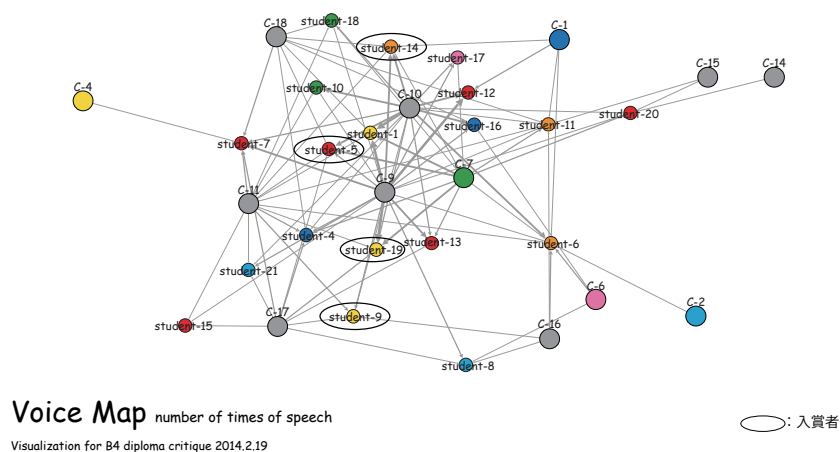 C-18
student-18
student-14
C-1
student-17
C-15
C-14
C-4
student-10
C-10
student-12
student-20
student-1
student-16
student-11
student-7
student-5
C-7
C-9
C-11
student-4
student-19
student-13
student-6
student-21
C-6
C-2
student-15
C-17
student-9
C-16
student-8
Voice Map number of times of speech
: 入賞者
Visualization for B4 diploma critique 2014.2.19